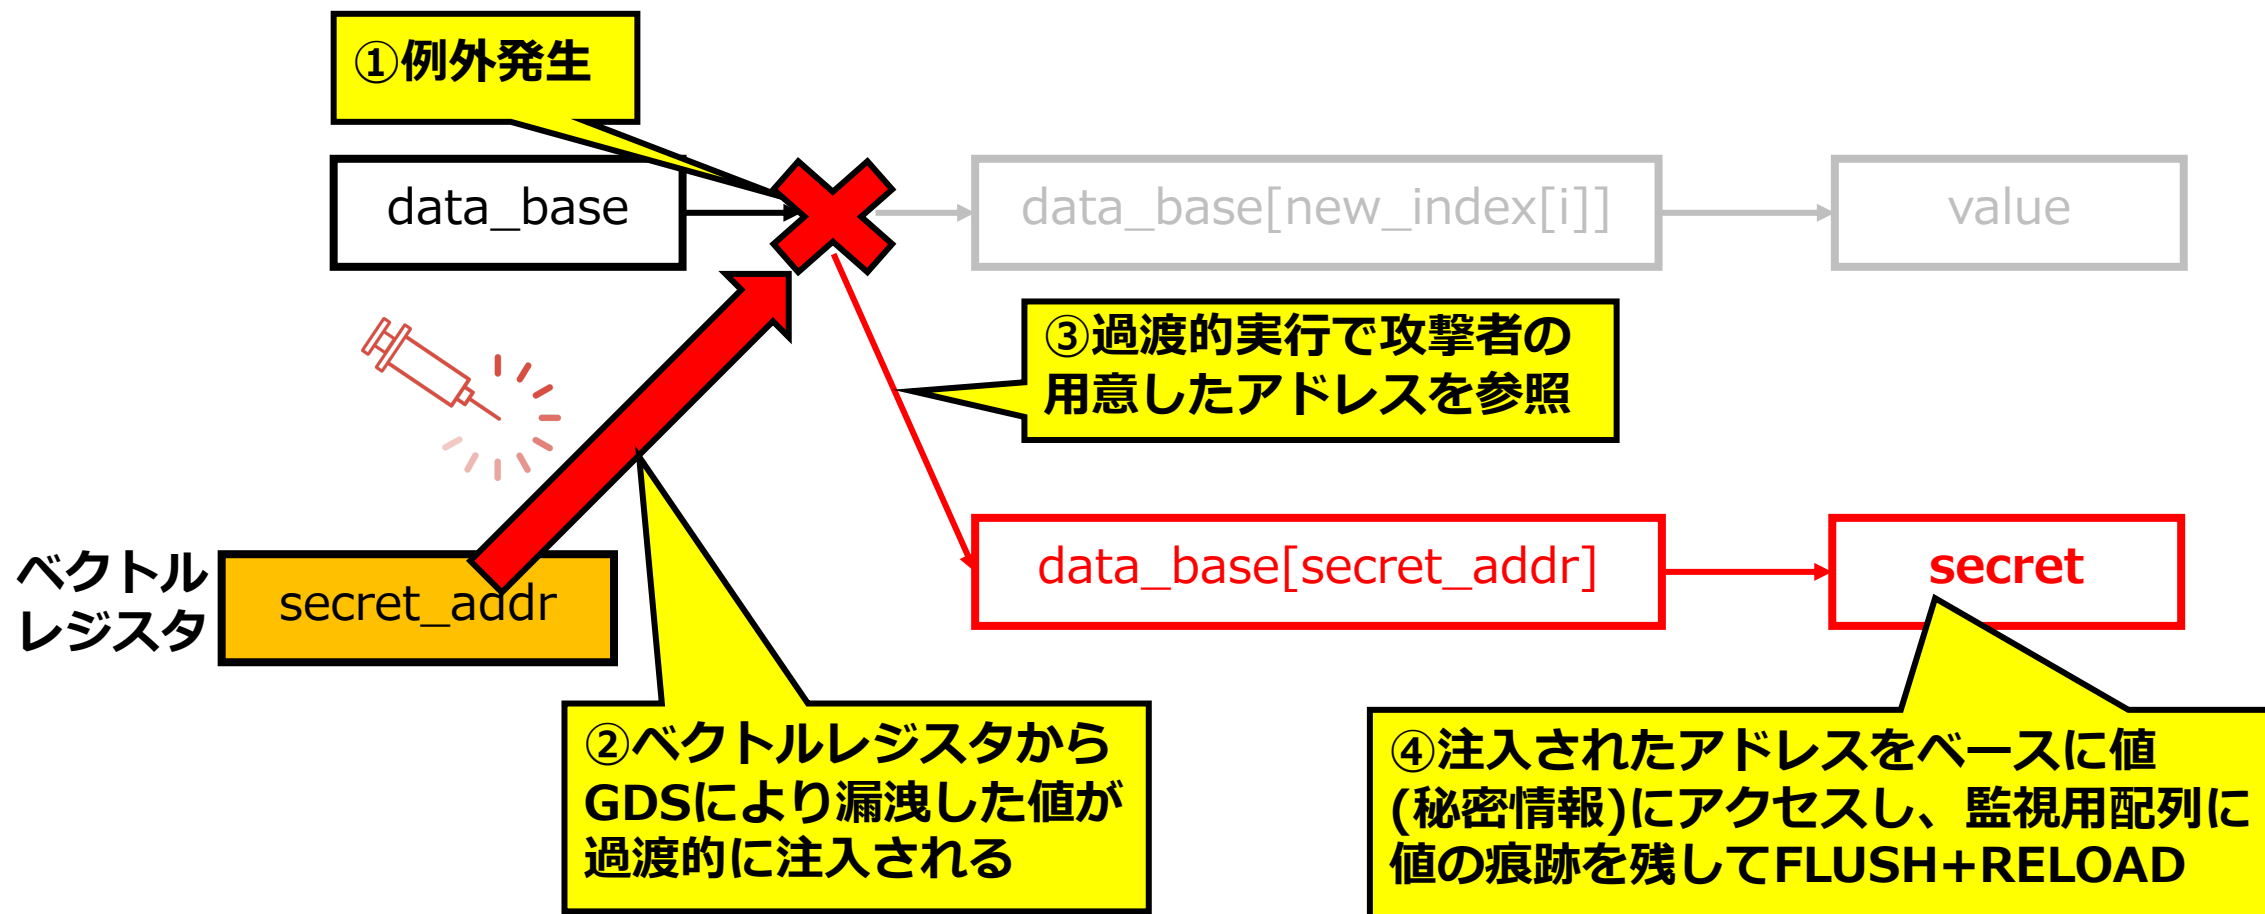 ①例外発生
data_base
data_base[new_index[i]]
value
③過渡的実行で攻撃者の
用意したアドレスを参照
ベクトル
レジスタ
secret_addr
data_base[secret_addr]
secret
②ベクトルレジスタから
GDSにより漏洩した値が
過渡的に注入される
④注入されたアドレスをベースに値
(秘密情報)にアクセスし、監視用配列に
値の痕跡を残してFLUSH+RELOAD